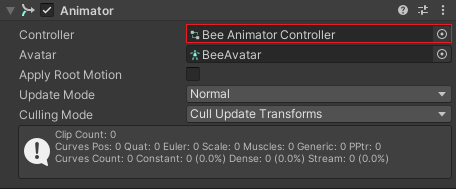 Animator
Controller
Bee Animator Controller
Avatar
BeeAvatar
Apply Root Motion
Update Mode
Normal
Culling Mode
Cull Update Transforms
Clip Count: 0
Curves Pos: 0 Quat: 0 Euler: 0 Scale: 0 Muscles: 0 Generic: 0 PPtr: 0
Curves Count: 0 Constant: 0 (0.0%) Dense: 0 (0.0%) Stream: 0 (0.0%)